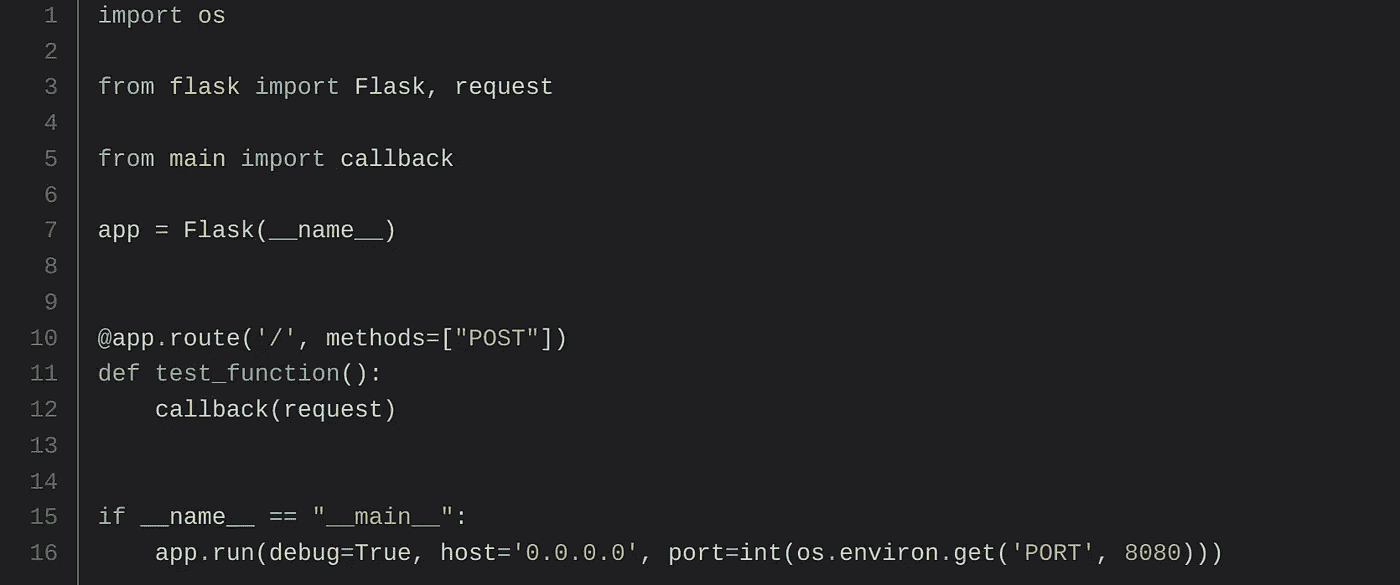 1 import os
2
3 from flask import Flask, request
4
5 from main import callback
6
7 app = Flask(__name__)
8
9
10 @app.route('/', methods=["POST"])
11 def test_function():
12     callback(request)
13
14
15 if __name__ == "__main__":
16     app.run(debug=True, host='0.0.0.0', port=int(os.environ.get('PORT', 8080)))